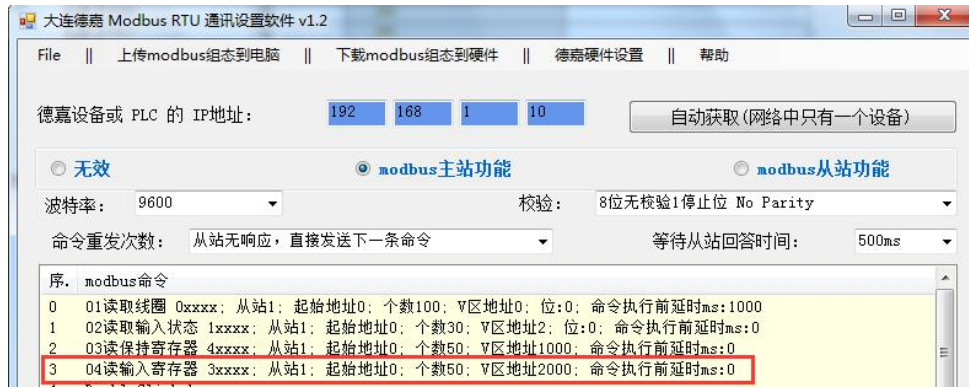 大连德嘉 Modbus RTU 通讯设置软件 v1.2
File || 上传modbus组态到电脑 || 下载modbus组态到硬件 || 德嘉硬件设置 || 帮助
德嘉设备或 PLC 的 IP地址: 192 168 1 10 自动获取(网络中只有一个设备)
无效 modbus主站功能 modbus从站功能
波特率: 9600 校验: 8位无校验1停止位 No Parity
命令重发次数: 从站无响应,直接发送下一条命令 等待从站回答时间: 500ms
序. modbus命令
0 01读取线圈 0xxxx; 从站1; 起始地址0; 个数100; V区地址0; 位:0; 命令执行前延时ms:1000
1 02读取输入状态 1xxxx; 从站1; 起始地址0; 个数30; V区地址2; 位:0; 命令执行前延时ms:0
2 03读保持寄存器 4xxxx; 从站1; 起始地址0; 个数50; V区地址1000; 命令执行前延时ms:0
3 04读输入寄存器 3xxxx; 从站1; 起始地址0; 个数50; V区地址2000; 命令执行前延时ms:0